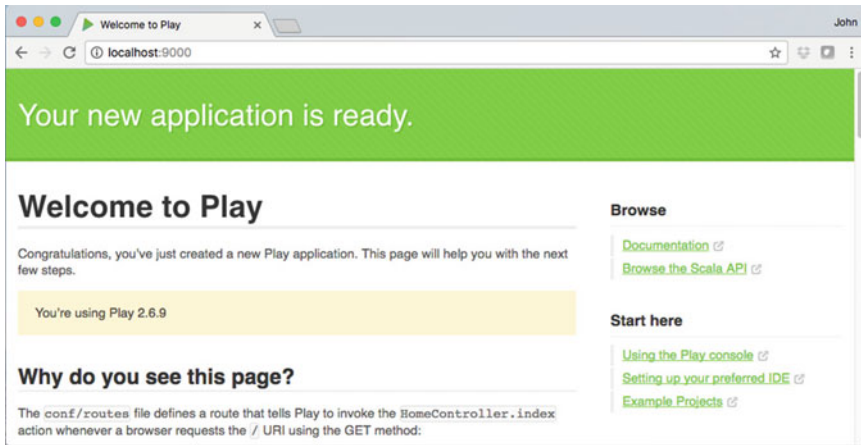 Welcome to Play
John
localhost:9000
Your new application is ready.
Welcome to Play
Congratulations, you've just created a new Play application. This page will help you with the next
few steps.
You're using Play 2.6.9
Why do you see this page?
The conf/routes file defines a route that tells Play to invoke the HomeController.index
action whenever a browser requests the / URI using the GET method:
Browse
Documentation
Browse the Scala API
Start here
Using the Play console
Setting up your preferred IDE
Example Projects